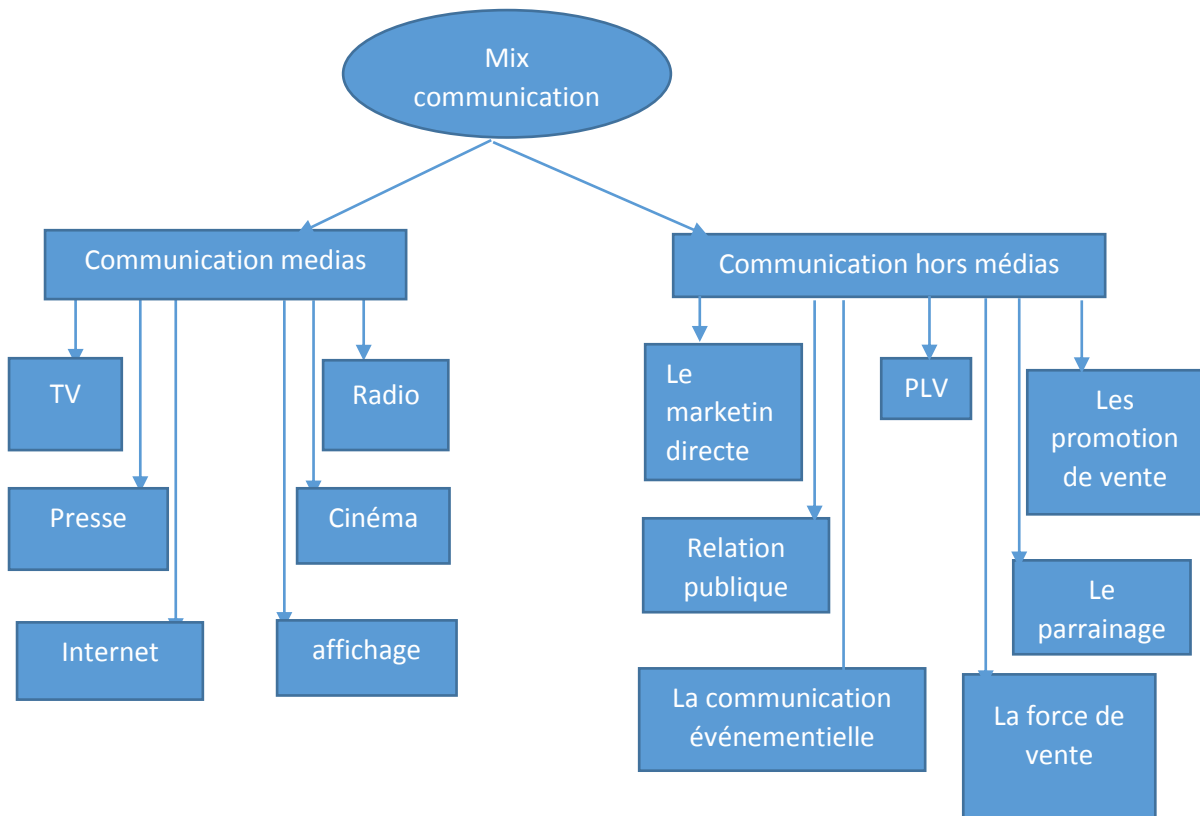 Mix
communication
Communication medias
Communication hors médias
TV
Radio
Presse
Cinéma
Internet
affichage
Le
marketin
directe
PLV
Les
promotion
de vente
Relation
publique
Le
parrainage
La communication
événementielle
La force de
vente